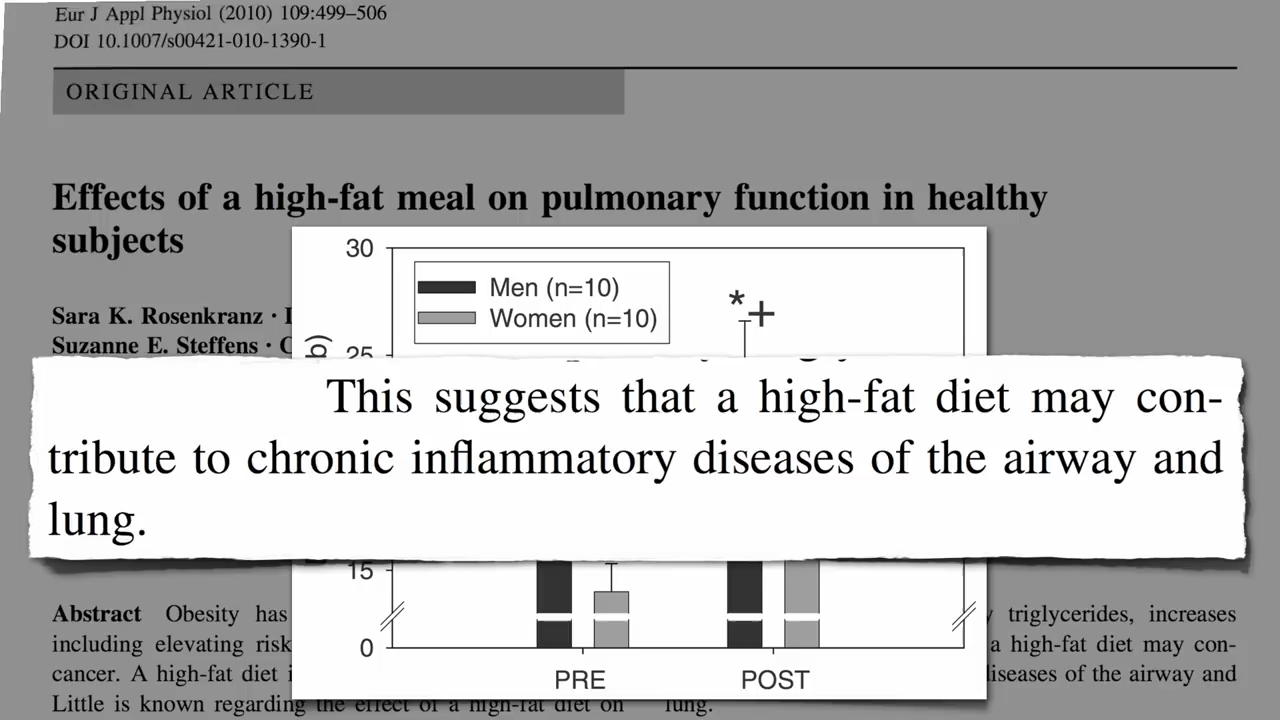 Eur J Appl Physiol (2010) 109:499–506
DOI 10.1007/s00421-010-1390-1
ORIGINAL ARTICLE
Effects of a high-fat meal on pulmonary function in healthy
subjects
Sara K. Rosenkranz ·
Suzanne E. Steffens ·
30
Men (n=10)
Women (n=10)
*+
25
This suggests that a high-fat diet may con-
tribute to chronic inflammatory diseases of the airway and
lung.
15
0
PRE POST
Abstract Obesity has
including elevating risk
cancer. A high-fat diet
Little is known regarding the effect of a high-fat diet on
triglycerides, increases
a high-fat diet may con-
diseases of the airway and
lung.